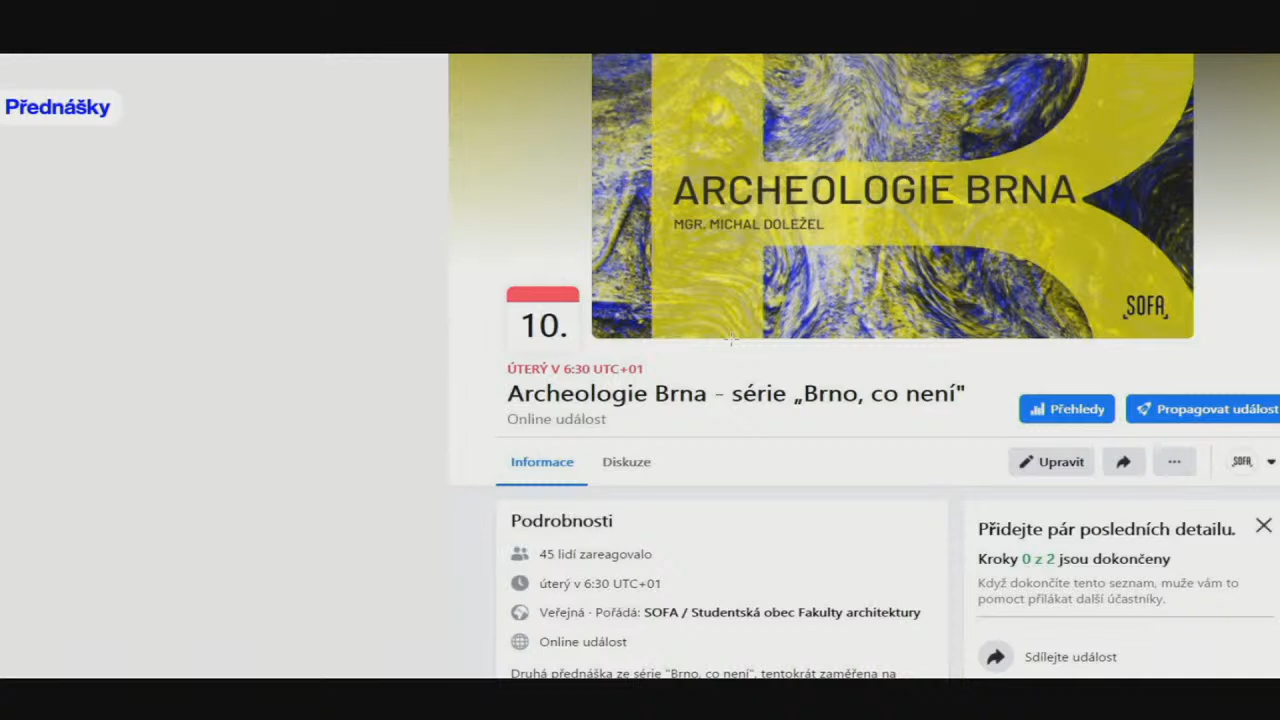 Přednášky
ARCHEOLOGIE BRNA
MGR. MICHAL DOLEŽEL
SOFA
10.
ÚTERÝ V 6:30 UTC+01
Archeologie Brna - série „Brno, co není"
Online událost
Přehledy
Propagovat událost
Informace
Diskuze
Upravit
SOFA
Podrobnosti
45 lidí zareagovalo
úterý v 6:30 UTC+01
Veřejná · Pořádá: SOFA / Studentská obec Fakulty architektury
Online událost
Druhá přednáška ze série "Brno, co není", tentokrát zaměřena na
Přidejte pár posledních detailu.
Kroky 0 z 2 jsou dokončeny
Když dokončíte tento seznam, muže vám to
pomoct přilákat další účastníky.
Sdílejte událost